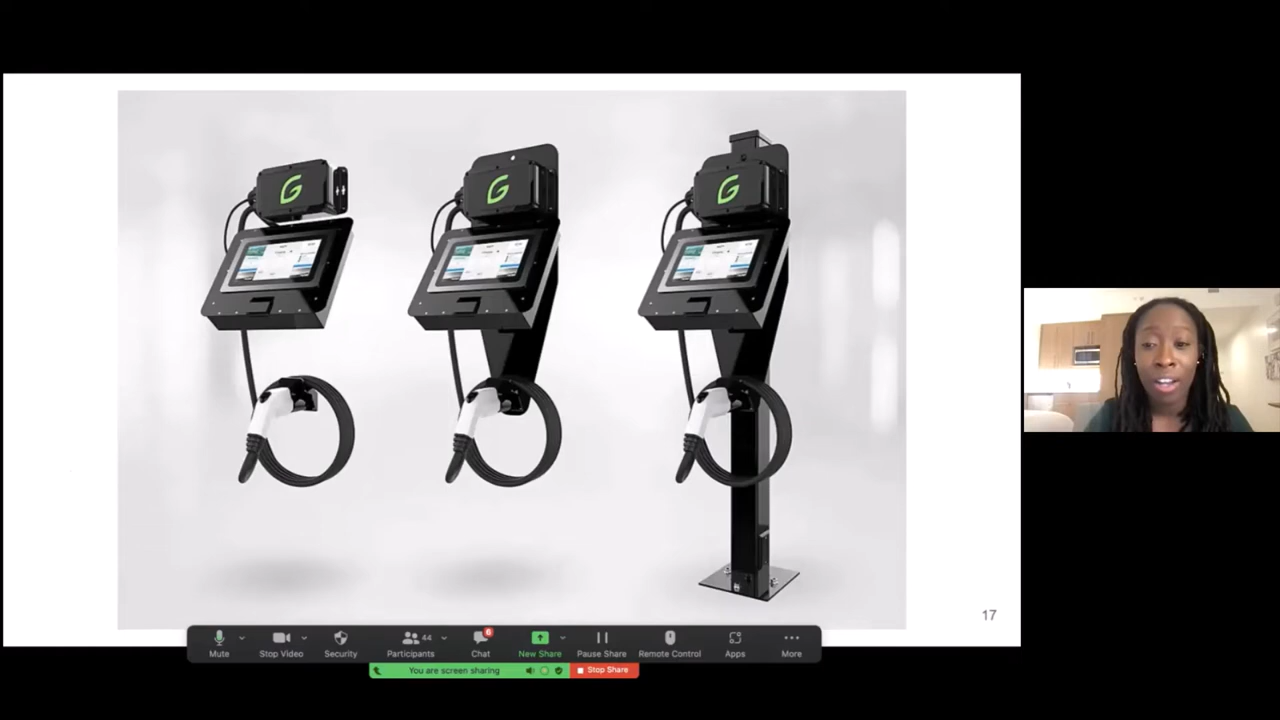 G
G
G
17
44
6
Mute
Stop Video
Security
Participants
Chat
New Share
Pause Share
Remote Control
Apps
More
You are screen sharing
Stop Share